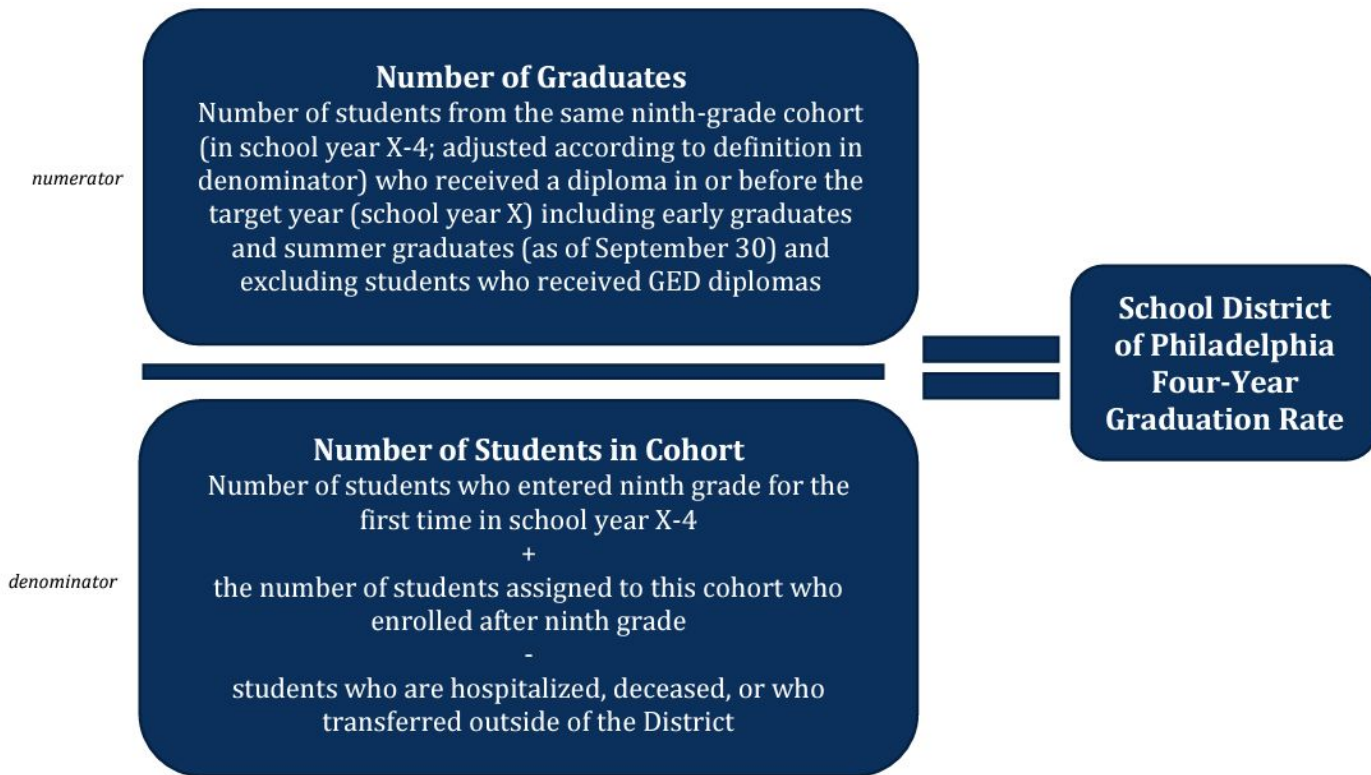 numerator
Number of Graduates
Number of students from the same ninth-grade cohort
(in school year X-4; adjusted according to definition in
denominator) who received a diploma in or before the
target year (school year X) including early graduates
and summer graduates (as of September 30) and
excluding students who received GED diplomas
denominator
Number of Students in Cohort
Number of students who entered ninth grade for the
first time in school year X-4
+
the number of students assigned to this cohort who
enrolled after ninth grade
-
students who are hospitalized, deceased, or who
transferred outside of the District
School District
of Philadelphia
Four-Year
Graduation Rate